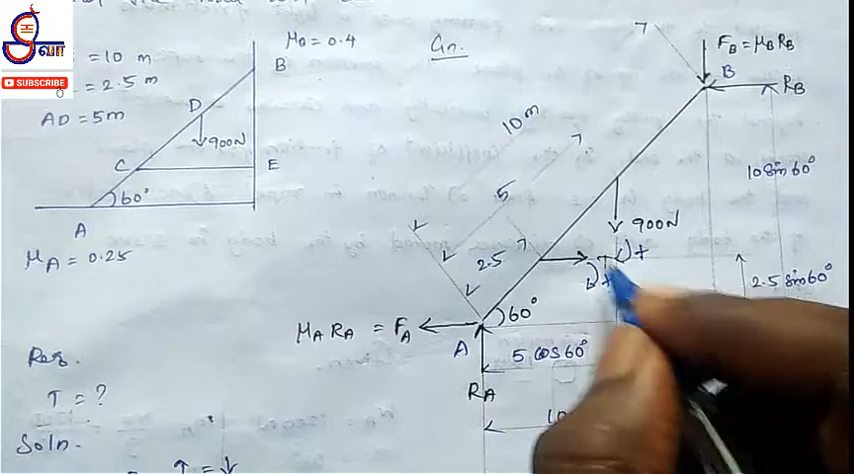 லா
SUBSCRIBE
= 10 m
= 2.5 m
AD = 5m
μB = 0.4
B
D
900N
C
E
60°
A
μA = 0.25
Req.
T = ?
Soln.
↑ = ↓
Gn.
FB = μB RB
B
RB
10 m
5
10 sin 60°
900N
2.5
T
+
+
2.5 sin 60°
60°
μA RA = FA
A
5 cos 60°
RA
10